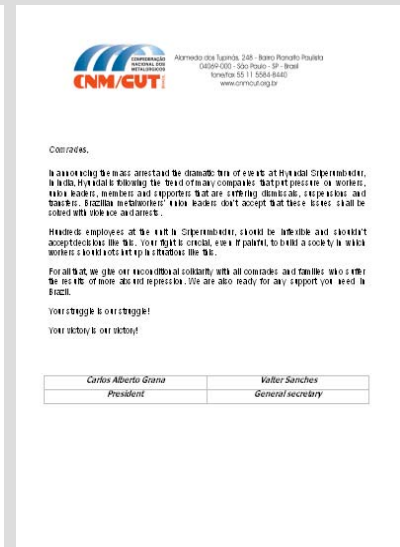 CONFEDERAÇÃO
NACIONAL DOS
METALÚRGICOS
CNM/CUT
Alameda dos Tupinás, 248 - Bairro Planalto Paulista
04069-000 - São Paulo - SP - Brasil
fone/fax 55 11 5584-8440
www.cnmcut.org.br
Comrades,
In announcing the mass arrest and the dramatic turn of events at Hyundai Sriperumbudur,
in India, Hyundai is following the trend of many companies that put pressure on workers,
union leaders, members and supporters that are suffering dismissals, suspensions and
transfers. Brazilian metalworkers' union leaders don't accept that these issues shall be
solved with violence and arrests.
Hundreds employees at the unit in Sriperumbudur, should be inflexible and shouldn't
accept decisions like this. Your fight is crucial, even if painful, to build a society in which
workers should not shut up in situations like this.
For all that, we give our unconditional solidarity with all comrades and families who suffer
the results of more absurd repression. We are also ready for any support you need in
Brazil.
Your struggle is our struggle!
Your victory is our victory!
Carlos Alberto Grana Valter Sanches
President General secretary